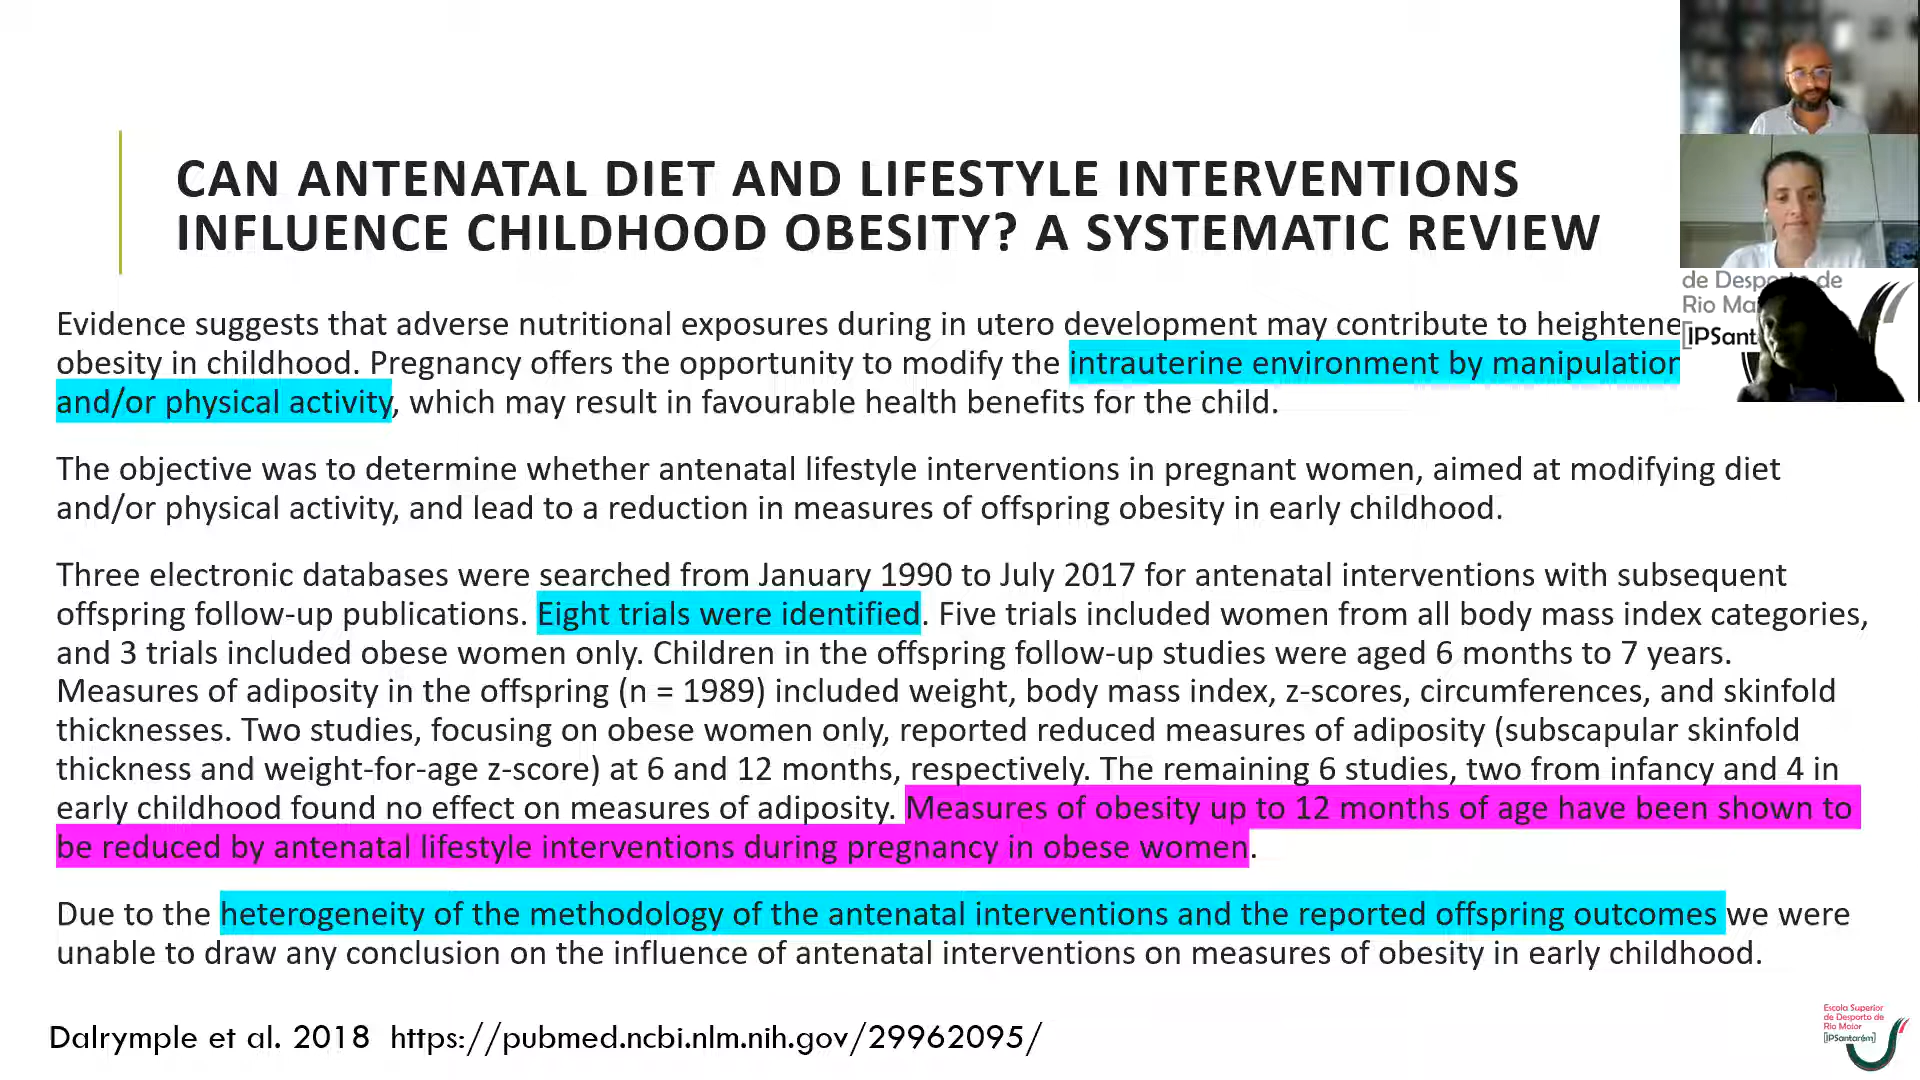 CAN ANTENATAL DIET AND LIFESTYLE INTERVENTIONS
INFLUENCE CHILDHOOD OBESITY? A SYSTEMATIC REVIEW
de Desporto de
Rio Ma
[IPSant
Evidence suggests that adverse nutritional exposures during in utero development may contribute to heightene
obesity in childhood. Pregnancy offers the opportunity to modify the intrauterine environment by manipulation
and/or physical activity, which may result in favourable health benefits for the child.
The objective was to determine whether antenatal lifestyle interventions in pregnant women, aimed at modifying diet
and/or physical activity, and lead to a reduction in measures of offspring obesity in early childhood.
Three electronic databases were searched from January 1990 to July 2017 for antenatal interventions with subsequent
offspring follow-up publications. Eight trials were identified. Five trials included women from all body mass index categories,
and 3 trials included obese women only. Children in the offspring follow-up studies were aged 6 months to 7 years.
Measures of adiposity in the offspring (n = 1989) included weight, body mass index, z-scores, circumferences, and skinfold
thicknesses. Two studies, focusing on obese women only, reported reduced measures of adiposity (subscapular skinfold
thickness and weight-for-age z-score) at 6 and 12 months, respectively. The remaining 6 studies, two from infancy and 4 in
early childhood found no effect on measures of adiposity. Measures of obesity up to 12 months of age have been shown to
be reduced by antenatal lifestyle interventions during pregnancy in obese women.
Due to the heterogeneity of the methodology of the antenatal interventions and the reported offspring outcomes we were
unable to draw any conclusion on the influence of antenatal interventions on measures of obesity in early childhood.
Dalrymple et al. 2018 https://pubmed.ncbi.nlm.nih.gov/29962095/
Escola Superior
de Desporto de
Rio Maior
[IPSantarém]